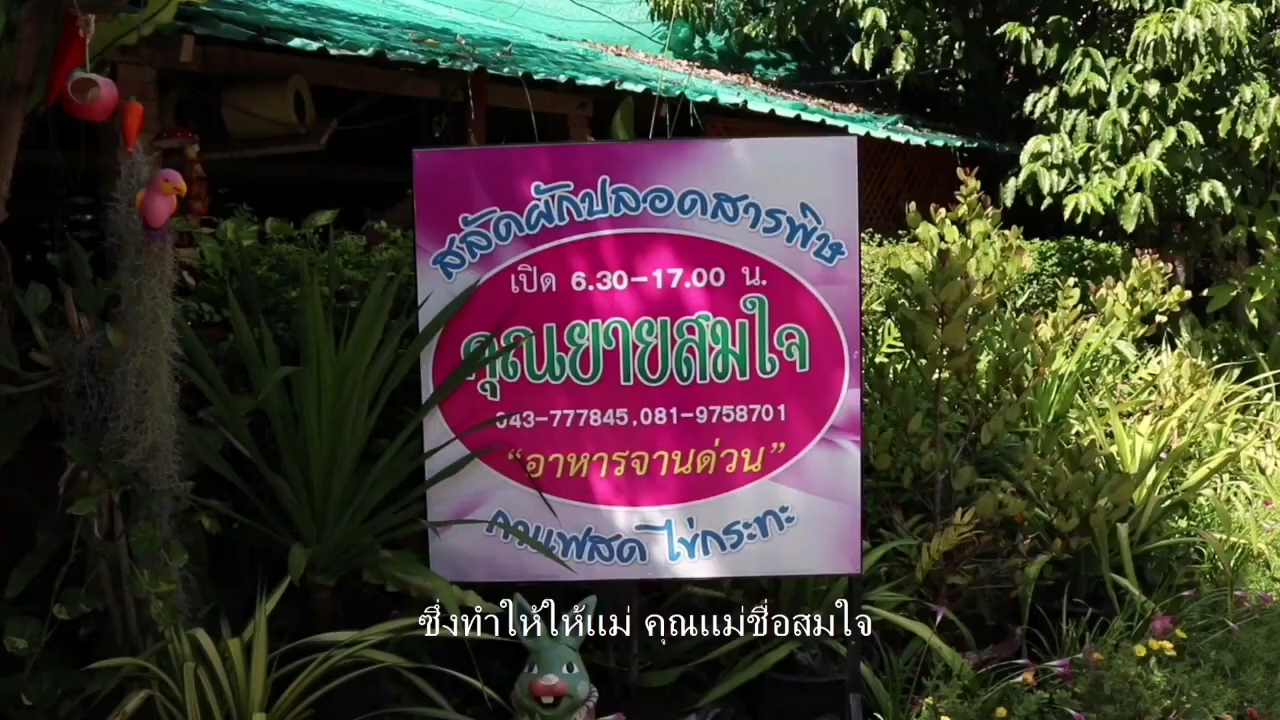 สลัดผักปลอดสารพิษ
เปิด 6.30-17.00 น.
คุณยายสมใจ
043-777845,081-9758701
“อาหารจานด่วน”
กาแฟสด ไข่กระทะ
ซึ่งทำให้ให้แม่ คุณแม่ชื่อสมใจ